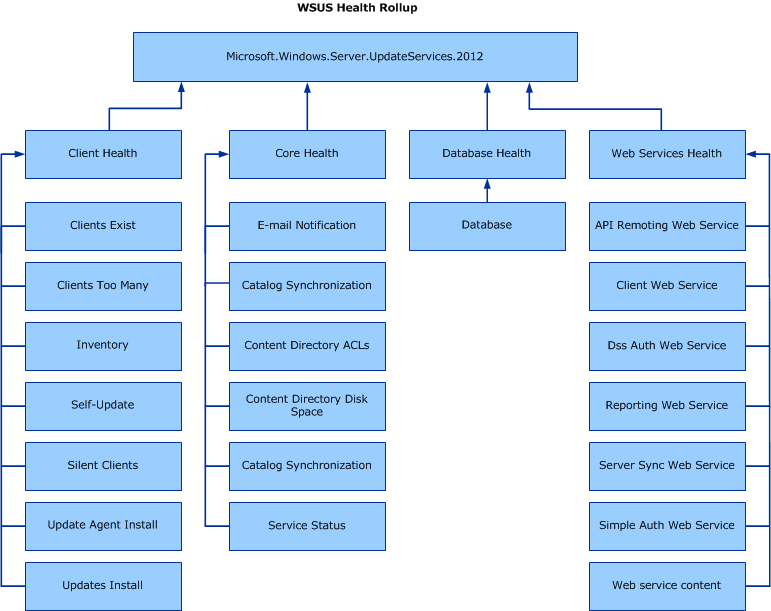 WSUS Health Rollup
Microsoft.Windows.Server.UpdateServices.2012
Client Health
Core Health
Database Health
Web Services Health
Clients Exist
E-mail Notification
Database
API Remoting Web Service
Clients Too Many
Catalog Synchronization
Client Web Service
Inventory
Content Directory ACLs
Dss Auth Web Service
Self-Update
Content Directory Disk
Space
Reporting Web Service
Silent Clients
Catalog Synchronization
Server Sync Web Service
Update Agent Install
Service Status
Simple Auth Web Service
Updates Install
Web service content